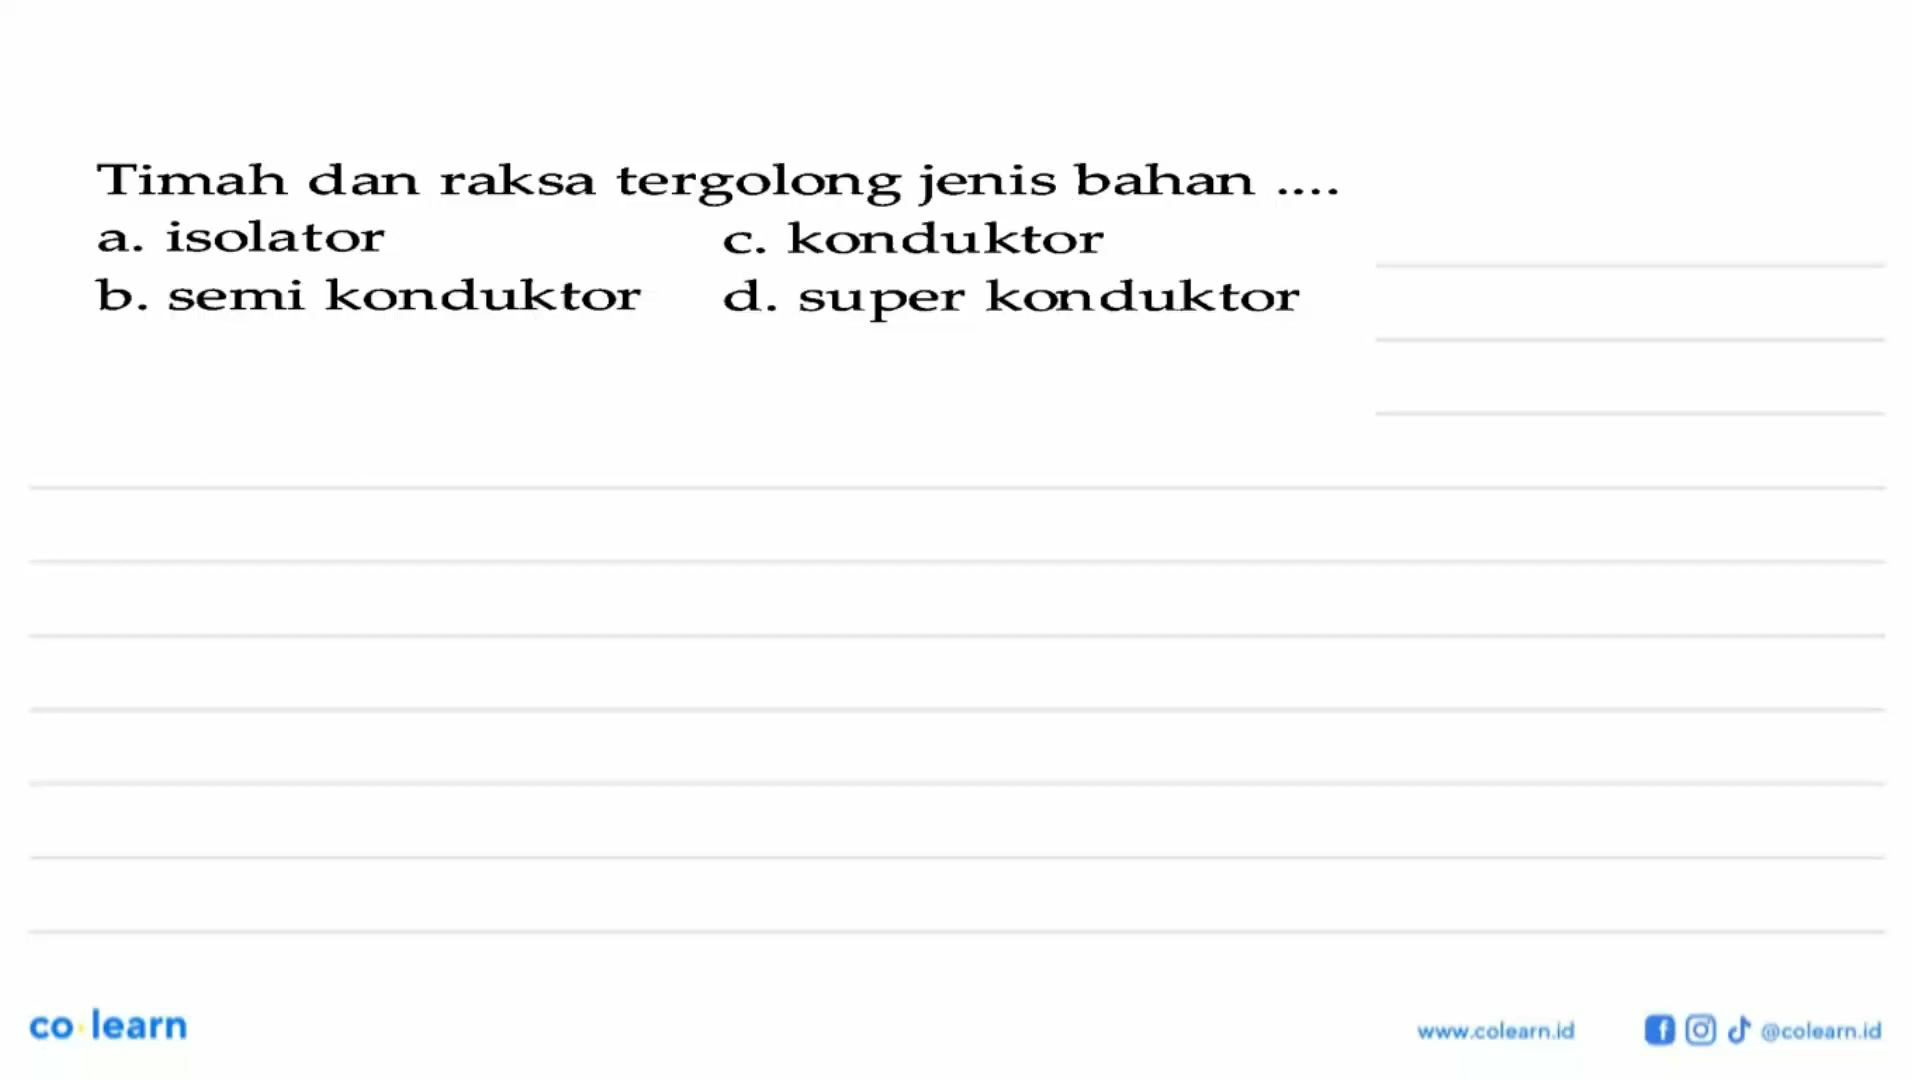 Timah dan raksa tergolong jenis bahan ....
a. isolator c. konduktor
b. semi konduktor d. super konduktor
co learn www.colearn.id @colearn.id